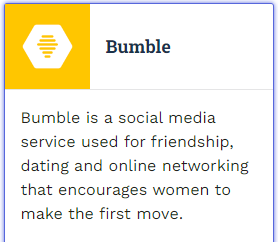 Bumble
Bumble is a social media
service used for friendship,
dating and online networking
that encourages women to
make the first move.